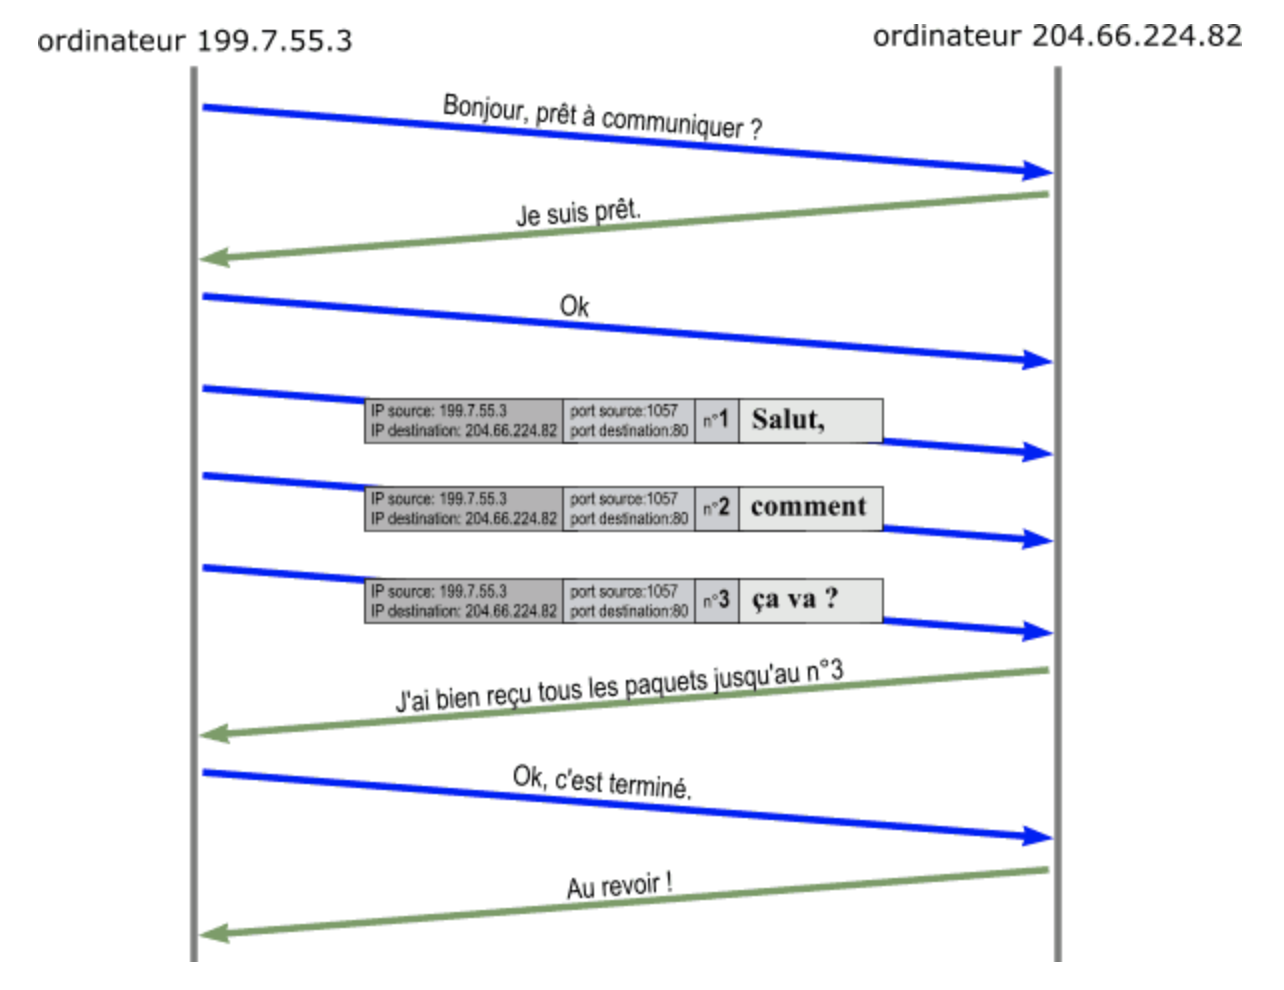 ordinateur 199.7.55.3
ordinateur 204.66.224.82
Bonjour, prêt à communiquer ?
Je suis prêt.
Ok
IP source: 199.7.55.3
IP destination: 204.66.224.82
port source:1057
port destination:80
n°1
Salut,
IP source: 199.7.55.3
IP destination: 204.66.224.82
port source:1057
port destination:80
n°2
comment
IP source: 199.7.55.3
IP destination: 204.66.224.82
port source:1057
port destination:80
n°3
ça va ?
J'ai bien reçu tous les paquets jusqu'au n°3
Ok, c'est terminé.
Au revoir !